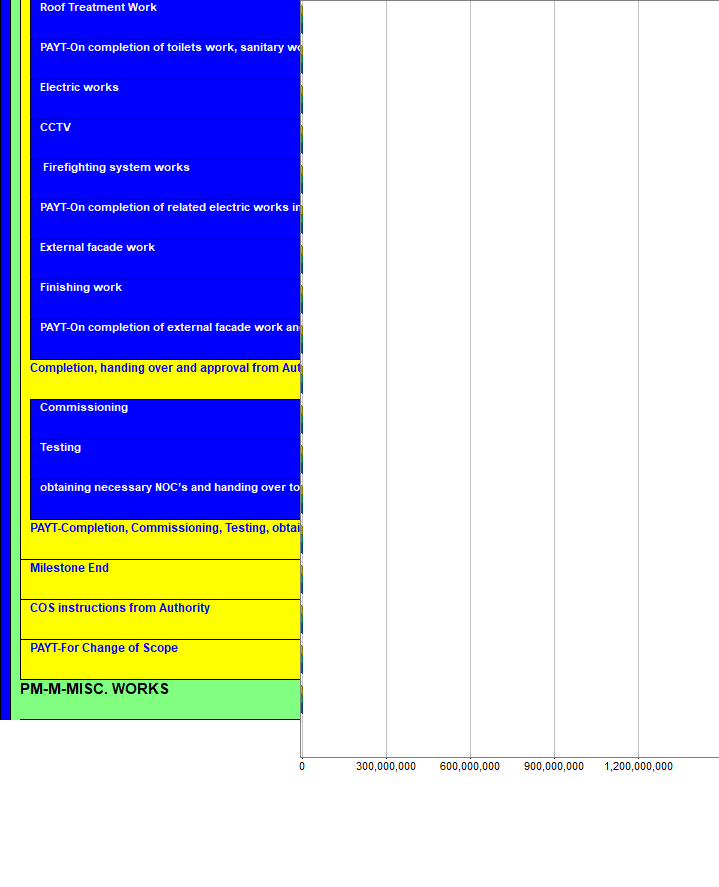 Roof Treatment Work
PAYT-On completion of toilets work, sanitary
Electric works
CCTV
Firefighting system works
PAYT-On completion of related electric works in
External facade work
Finishing work
PAYT-On completion of external facade work an
Completion, handing over and approval from Aut
Commissioning
Testing
obtaining necessary NOC's and handing over to
PAYT-Completion, Commissioning, Testing, obtai
Milestone End
COS instructions from Authority
PAYT-For Change of Scope
PM-M-MISC. WORKS
0 300,000,000 600,000,000 900,000,000 1,200,000,000